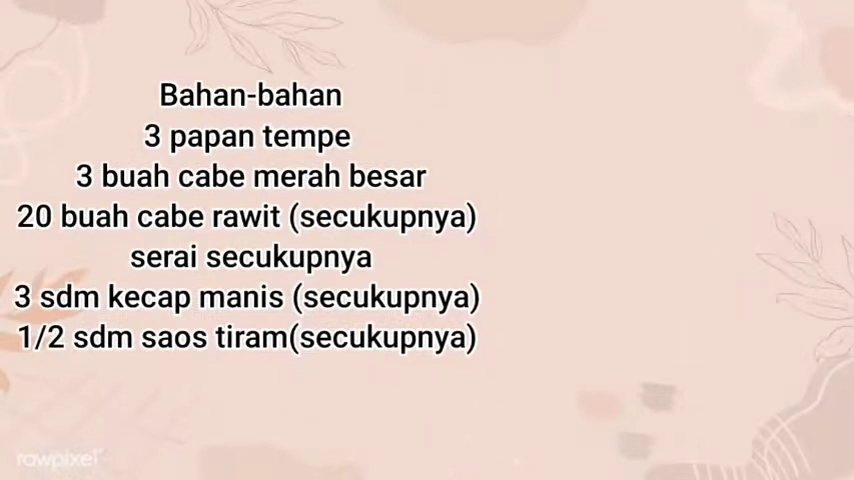 Bahan-bahan
3 papan tempe
3 buah cabe merah besar
20 buah cabe rawit (secukupnya)
serai secukupnya
3 sdm kecap manis (secukupnya)
1/2 sdm saos tiram(secukupnya)
rawpixel